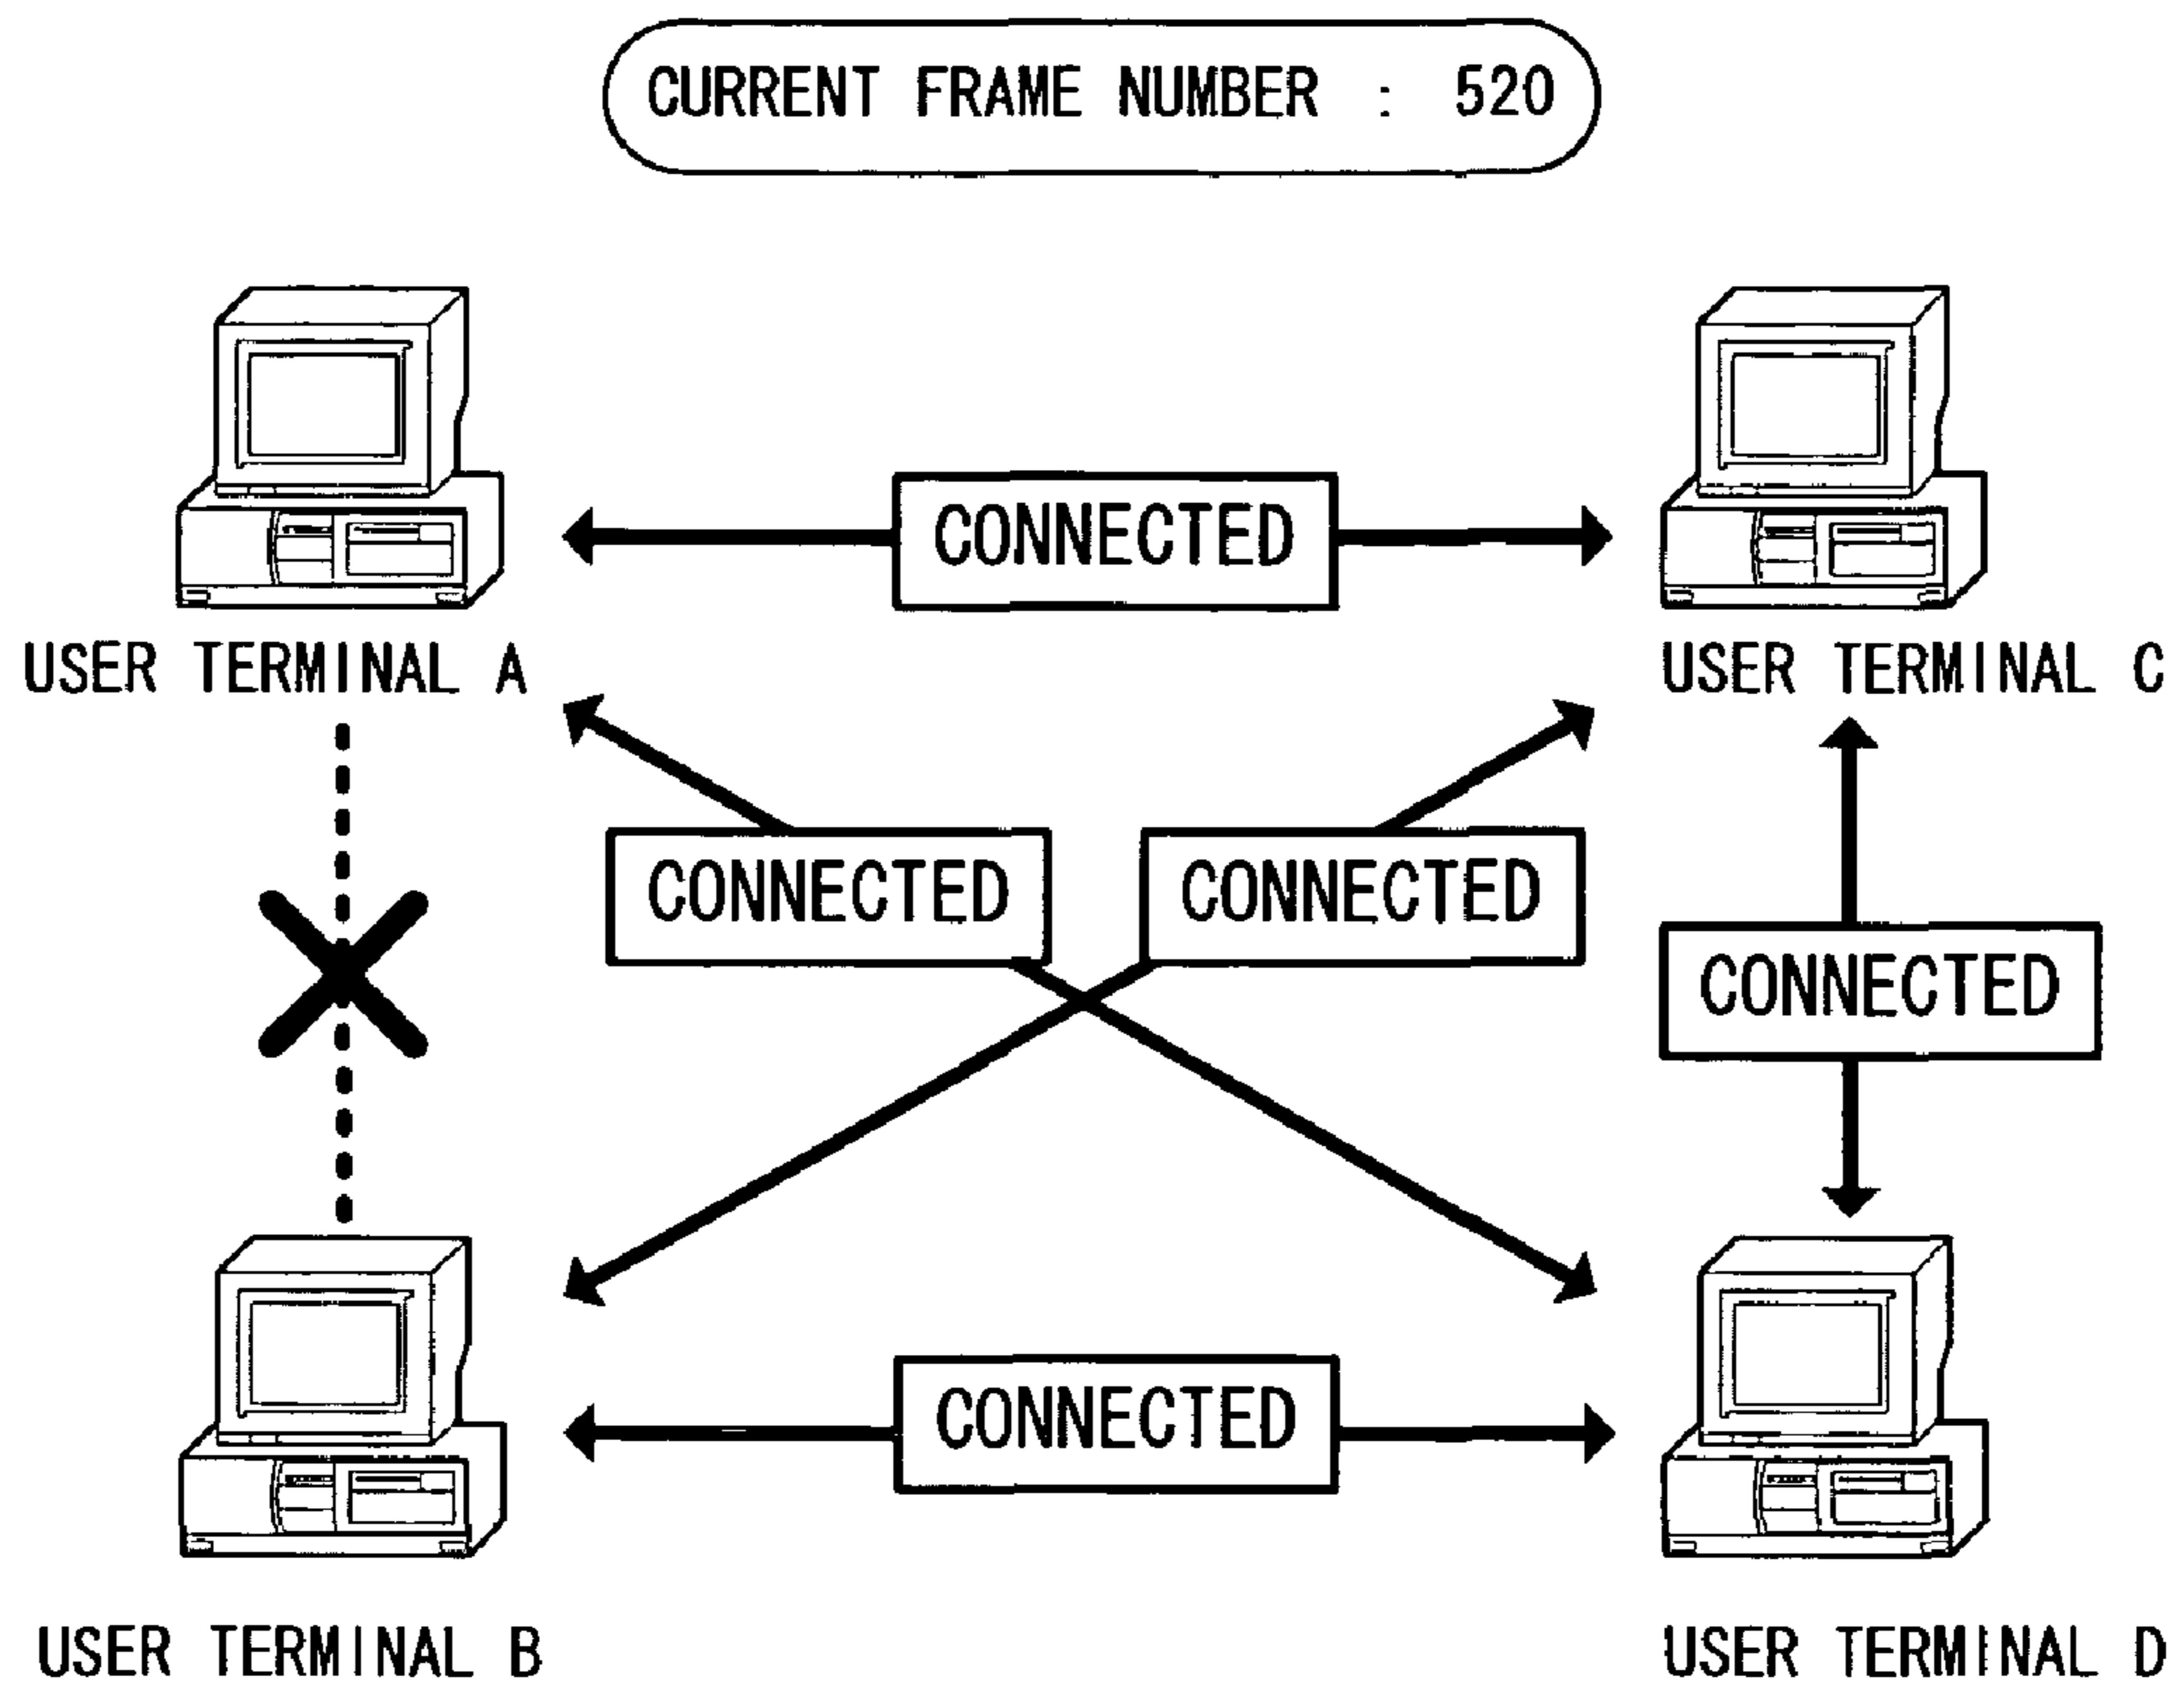 CURRENT FRAME NUMBER : 520
CONNECTED
USER TERMINAL A
USER TERMINAL C
CONNECTED
CONNECTED
CONNECTED
CONNECTED
USER TERMINAL B
USER TERMINAL D